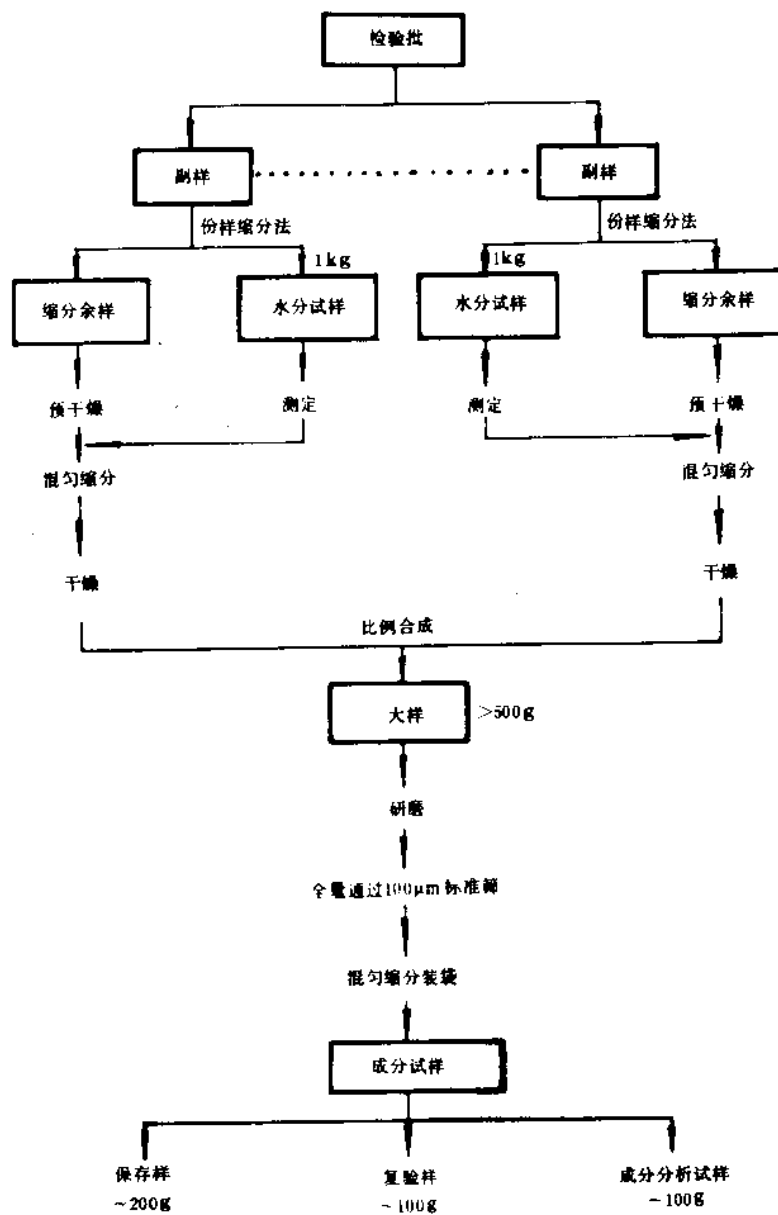 检验批
副样
副样
份样缩分法
份样缩分法
1kg
1kg
缩分余样
水分试样
水分试样
缩分余样
预干燥
测定
测定
预干燥
混匀缩分
混匀缩分
干燥
干燥
比例合成
大样
>500g
研磨
全量通过100μm标准筛
混匀缩分装袋
成分试样
保存样
复验样
成分分析试样
~200g
~100g
~100g